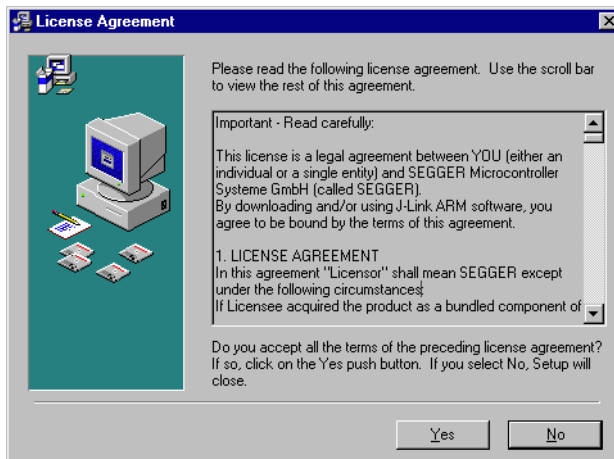 License Agreement
Please read the following license agreement.  Use the scroll bar
to view the rest of this agreement.
Important - Read carefully:
This license is a legal agreement between YOU (either an
individual or a single entity) and SEGGER Microcontroller
Systeme GmbH (called SEGGER).
By downloading and/or using J-Link ARM software, you
agree to be bound by the terms of this agreement.
1. LICENSE AGREEMENT
In this agreement "Licensor" shall mean SEGGER except
under the following circumstances:
If Licensee acquired the product as a bundled component of
Do you accept all the terms of the preceding license agreement?
If so, click on the Yes push button.  If you select No, Setup will
close.
Yes
No